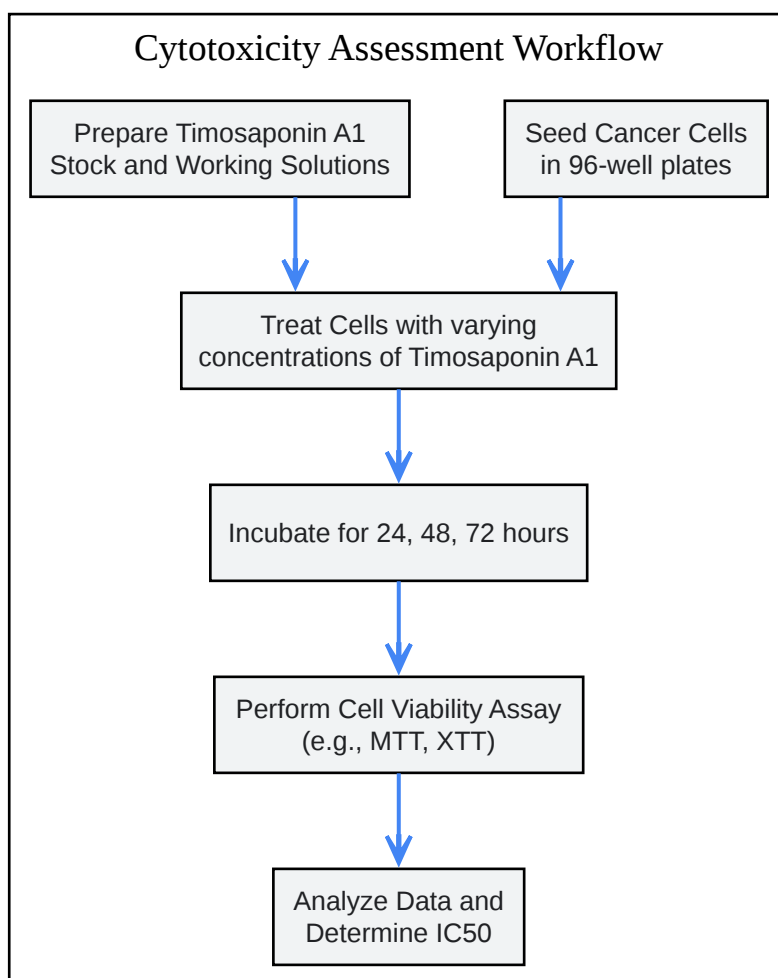 Cytotoxicity Assessment Workflow
Prepare Timosaponin A1
Stock and Working Solutions
Seed Cancer Cells
in 96-well plates
Treat Cells with varying
concentrations of Timosaponin A1
Incubate for 24, 48, 72 hours
Perform Cell Viability Assay
(e.g., MTT, XTT)
Analyze Data and
Determine IC50